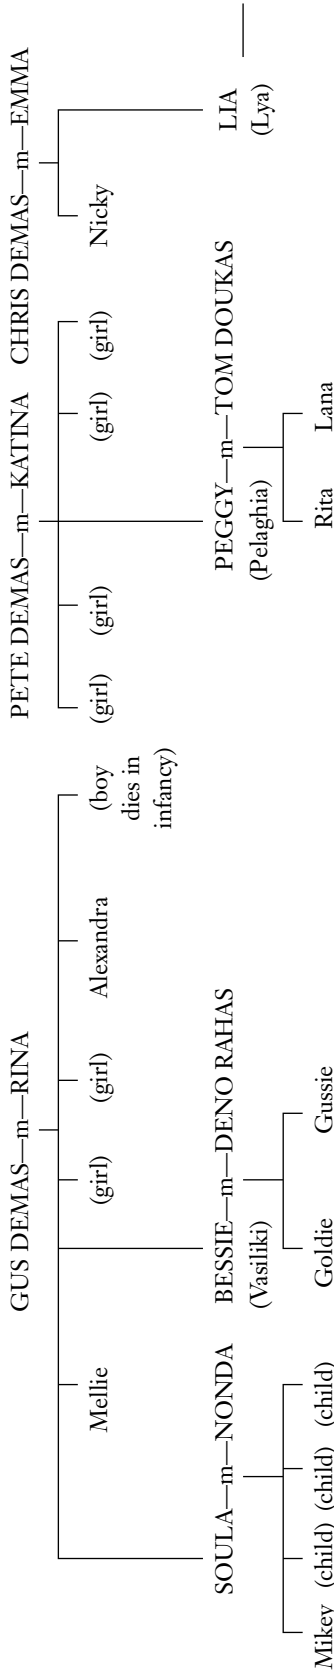 GUS DEMAS—m—RINA
PETE DEMAS—m—KATINA
CHRIS DEMAS—m—EMMA
Mellie
(girl)
(girl)
Alexandra
(boy
dies in
infancy)
(girl)
(girl)
(girl)
(girl)
Nicky
SOULA—m—NONDA
BESSIE—m—DENO RAHAS
(Vasiliki)
PEGGY—m—TOM DOUKAS
(Pelaghia)
LIA
(Lya)
Mikey
(child)
(child)
(child)
Goldie
Gussie
Rita
Lana